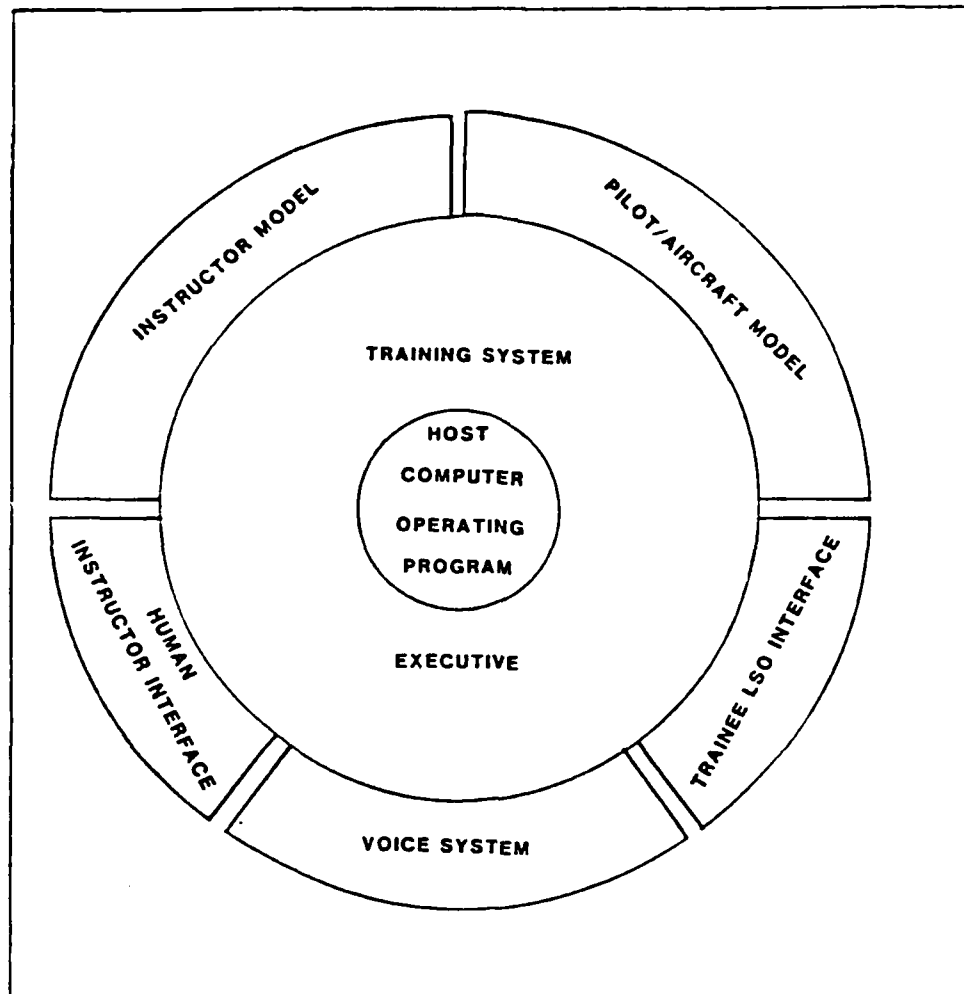 INSTRUCTOR MODEL
PILOT/AIRCRAFT MODEL
TRAINING SYSTEM
HOST
COMPUTER
OPERATING
PROGRAM
EXECUTIVE
HUMAN
INSTRUCTOR INTERFACE
TRAINEE LSO INTERFACE
VOICE SYSTEM